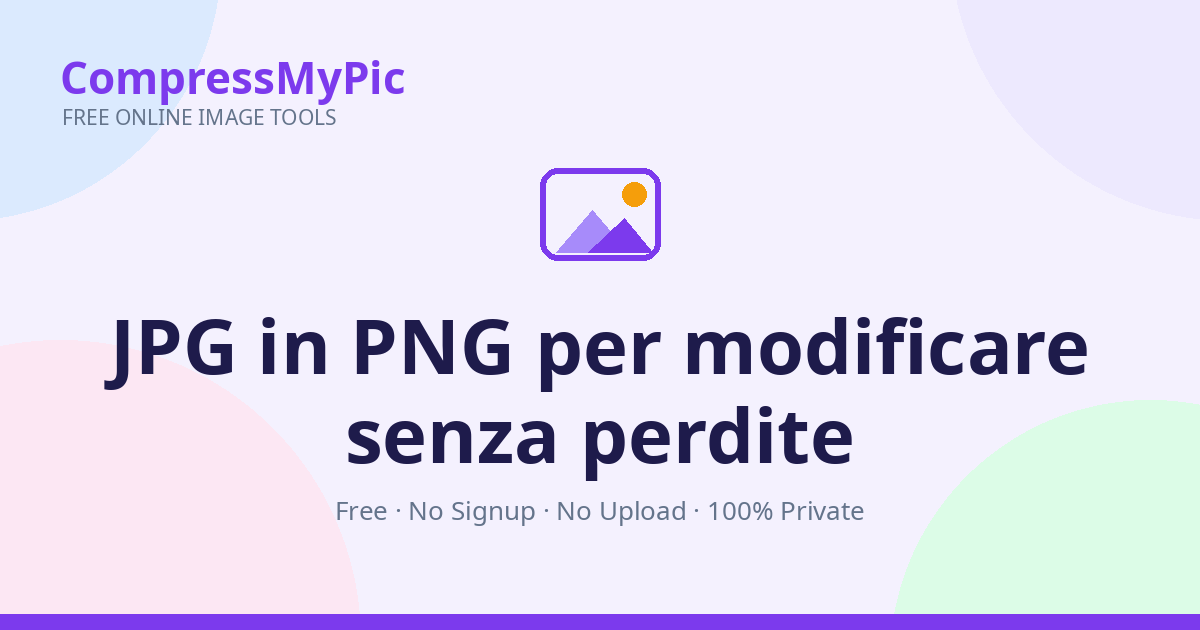 CompressMyPic
FREE ONLINE IMAGE TOOLS
JPG in PNG per modificare
senza perdite
Free · No Signup · No Upload · 100% Private